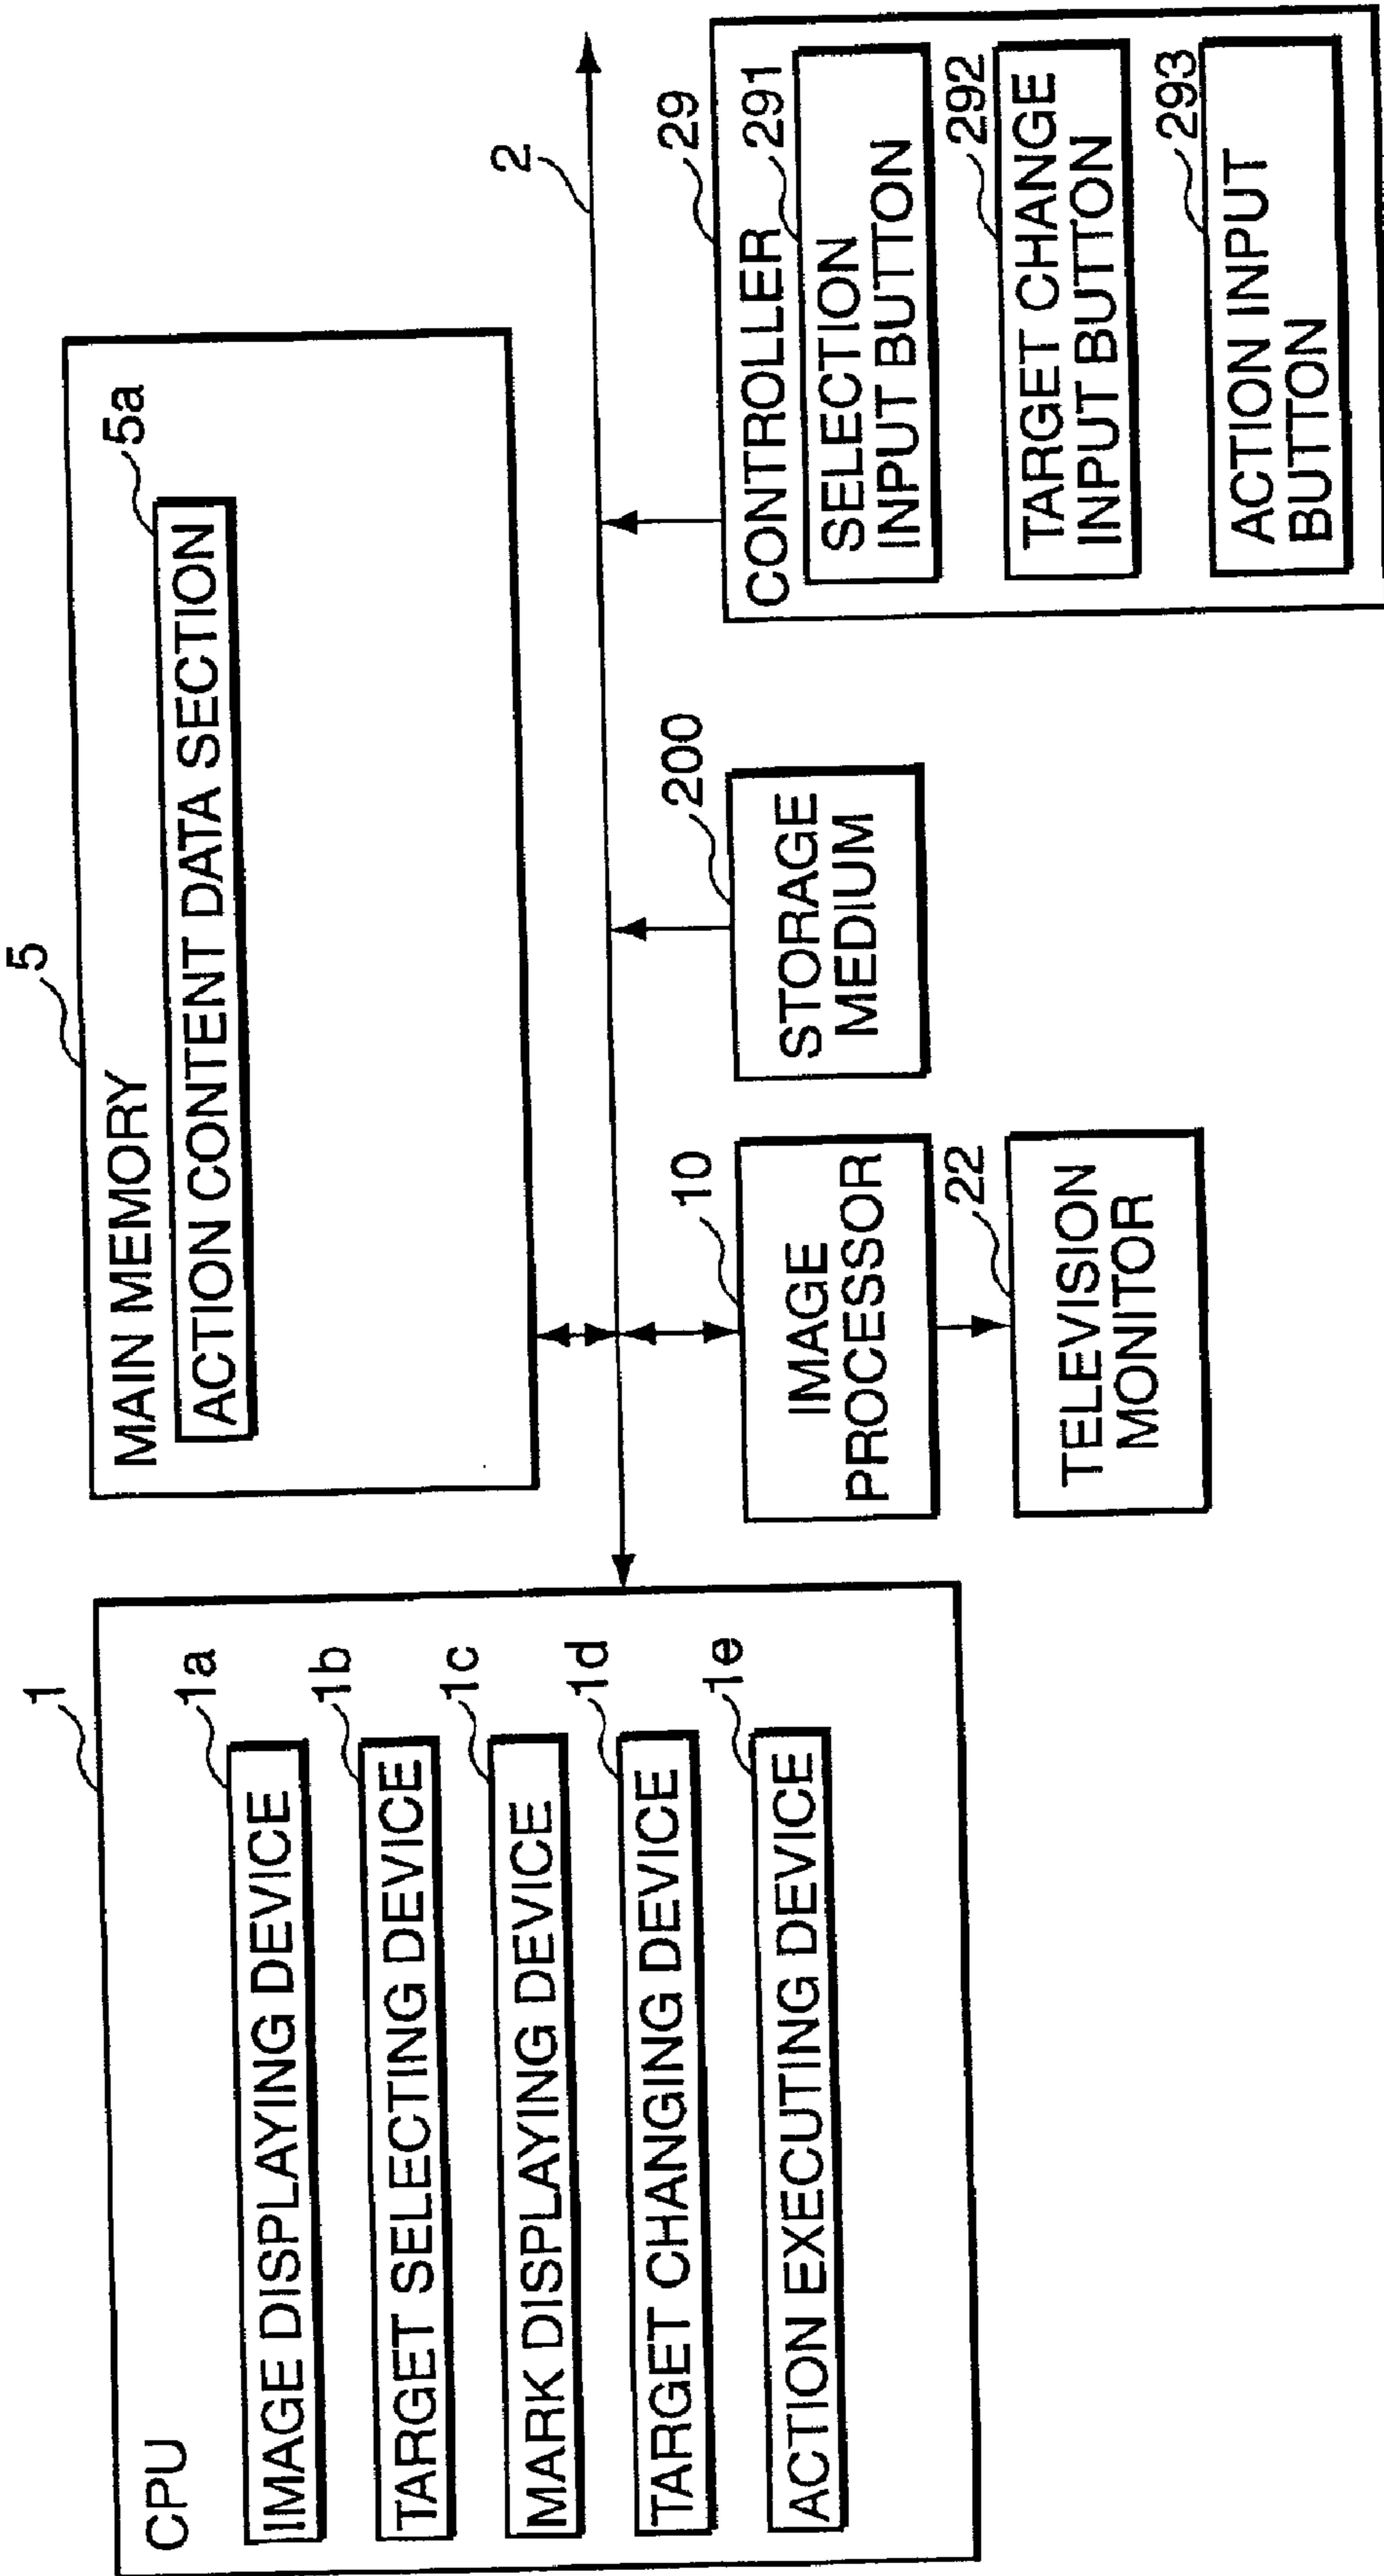 1
CPU
1a
IMAGE DISPLAYING DEVICE
1b
TARGET SELECTING DEVICE
1c
MARK DISPLAYING DEVICE
1d
TARGET CHANGING DEVICE
1e
ACTION EXECUTING DEVICE
5
MAIN MEMORY
5a
ACTION CONTENT DATA SECTION
2
10
IMAGE
PROCESSOR
22
TELEVISION
MONITOR
200
STORAGE
MEDIUM
29
CONTROLLER
291
SELECTION
INPUT BUTTON
292
TARGET CHANGE
INPUT BUTTON
293
ACTION INPUT
BUTTON